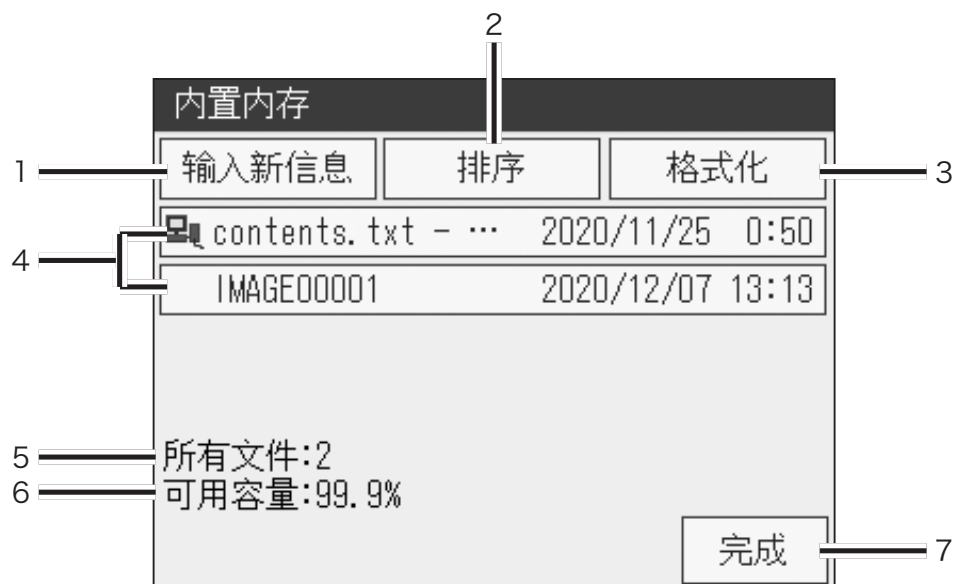 2
内置内存
1 输入新信息 排序 格式化 3
contents.txt - … 2020/11/25 0:50
4
IMAGE00001 2020/12/07 13:13
5 所有文件:2
6 可用容量:99.9%
完成 7